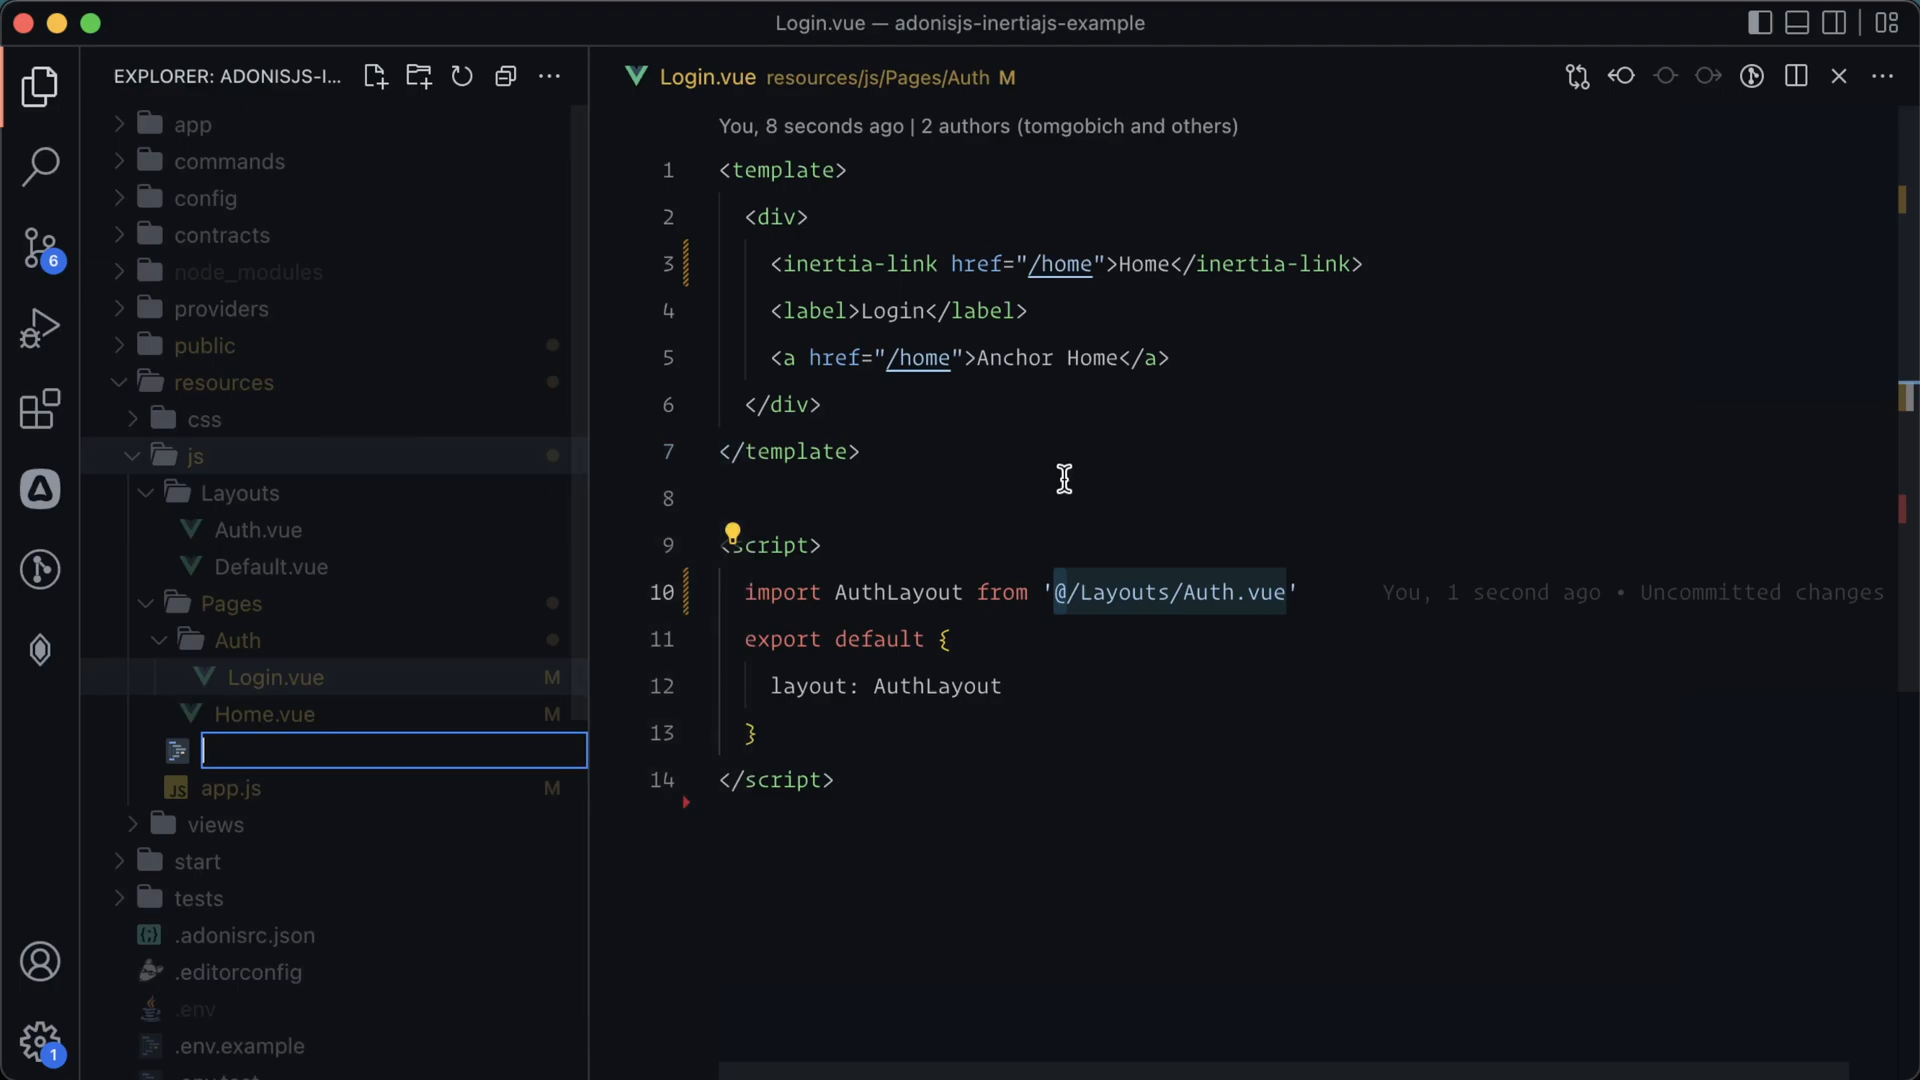 Login.vue — adonisjs-inertiajs-example
EXPLORER: ADONISJS-I...
app
commands
config
contracts
node_modules
providers
public
resources
css
js
Layouts
Auth.vue
Default.vue
Pages
Auth
Login.vue M
Home.vue M
app.js M
views
start
tests
.adonisrc.json
.editorconfig
.env
.env.example
6
1
JS
Login.vue resources/js/Pages/Auth M
You, 8 seconds ago | 2 authors (tomgobich and others)
1 <template>
2 <div>
3 <inertia-link href="/home">Home</inertia-link>
4 <label>Login</label>
5 <a href="/home">Anchor Home</a>
6 </div>
7 </template>
8
9 <script>
10 import AuthLayout from '@/Layouts/Auth.vue' You, 1 second ago • Uncommitted changes
11 export default {
12 layout: AuthLayout
13 }
14 </script>